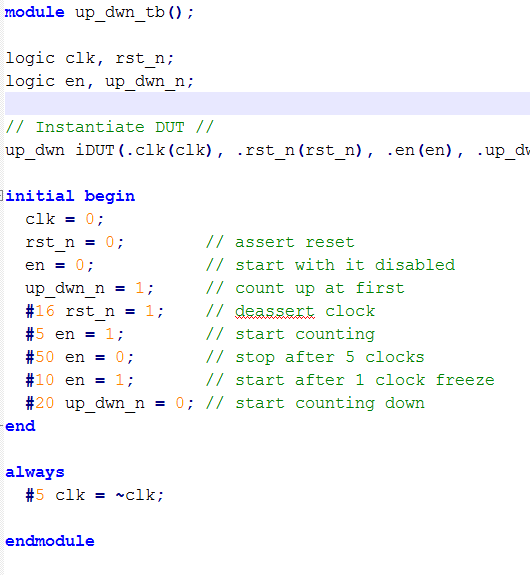 module up_dwn_tb();
logic clk, rst_n;
logic en, up_dwn_n;
// Instantiate DUT //
up_dwn iDUT(.clk(clk), .rst_n(rst_n), .en(en), .up_dw
initial begin
clk = 0;
rst_n = 0; // assert reset
en = 0; // start with it disabled
up_dwn_n = 1; // count up at first
#16 rst_n = 1; // deassert clock
#5 en = 1; // start counting
#50 en = 0; // stop after 5 clocks
#10 en = 1; // start after 1 clock freeze
#20 up_dwn_n = 0; // start counting down
end
always
#5 clk = ~clk;
endmodule